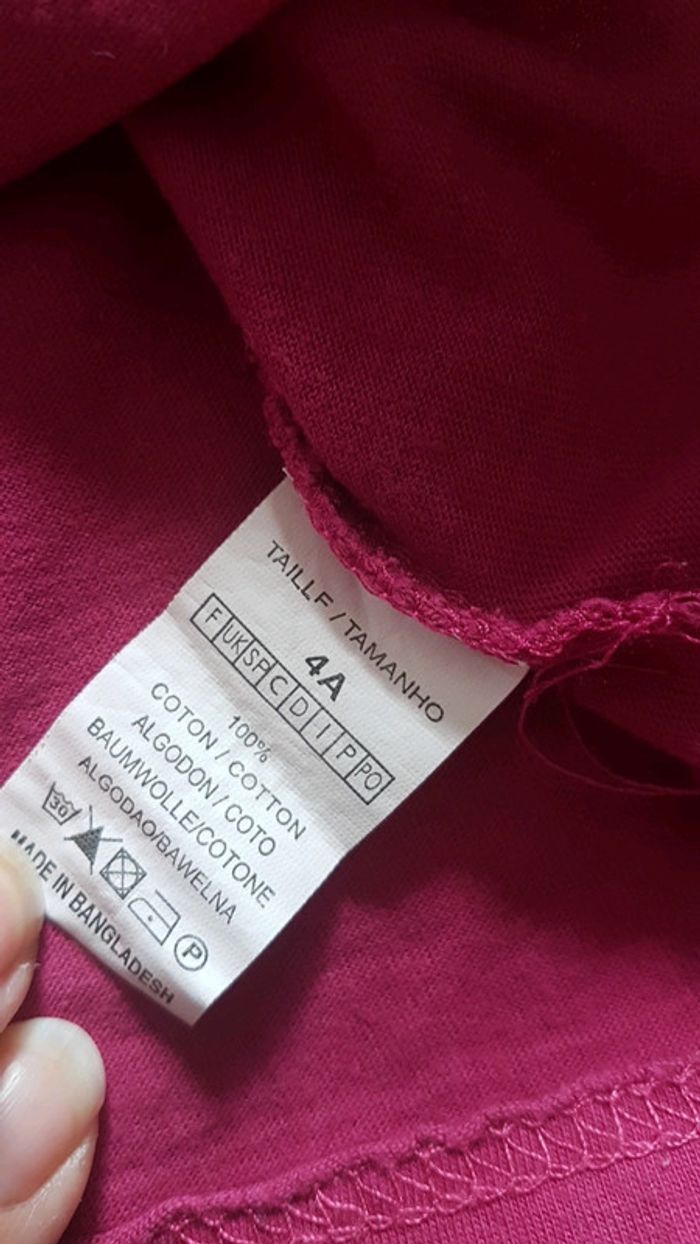 TAILLE / TAMANHO
4A
F UK SP C D I P PO
100%
COTON / COTTON
ALGODON / COTO
BAUMWOLLE/COTONE
ALGODAO/BAWELNA
30
P
MADE IN BANGLADESH